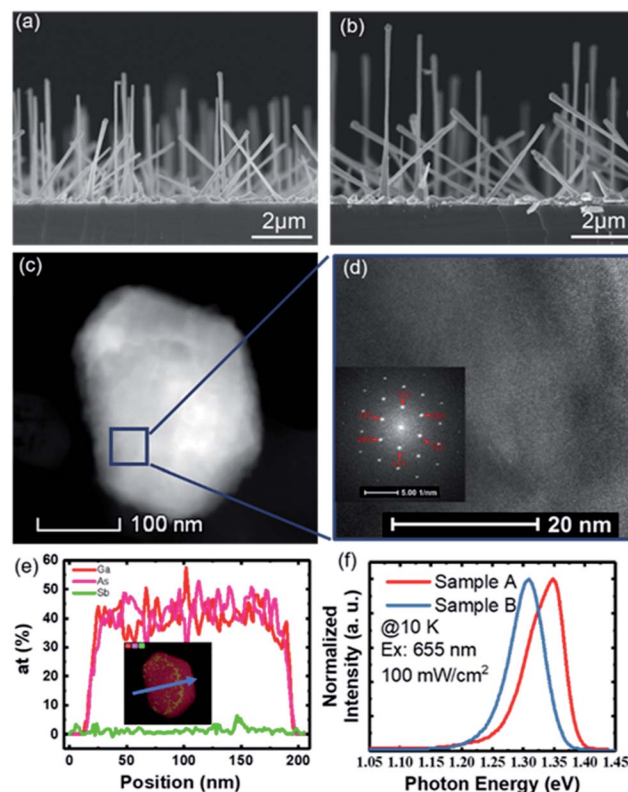 (a)
2μm
(b)
2μm
(c)
100 nm
(d)
5.00 1/nm
20 nm
(e)
Ga
As
Sb
at (%)
60
50
40
30
20
10
0
0 50 100 150 200
Position (nm)
(f)
Sample A
Sample B
@10 K
Ex: 655 nm
100 mW/cm²
Normalized
Intensity (a. u.)
1.05 1.15 1.20 1.25 1.30 1.35 1.40 1.45
Photon Energy (eV)